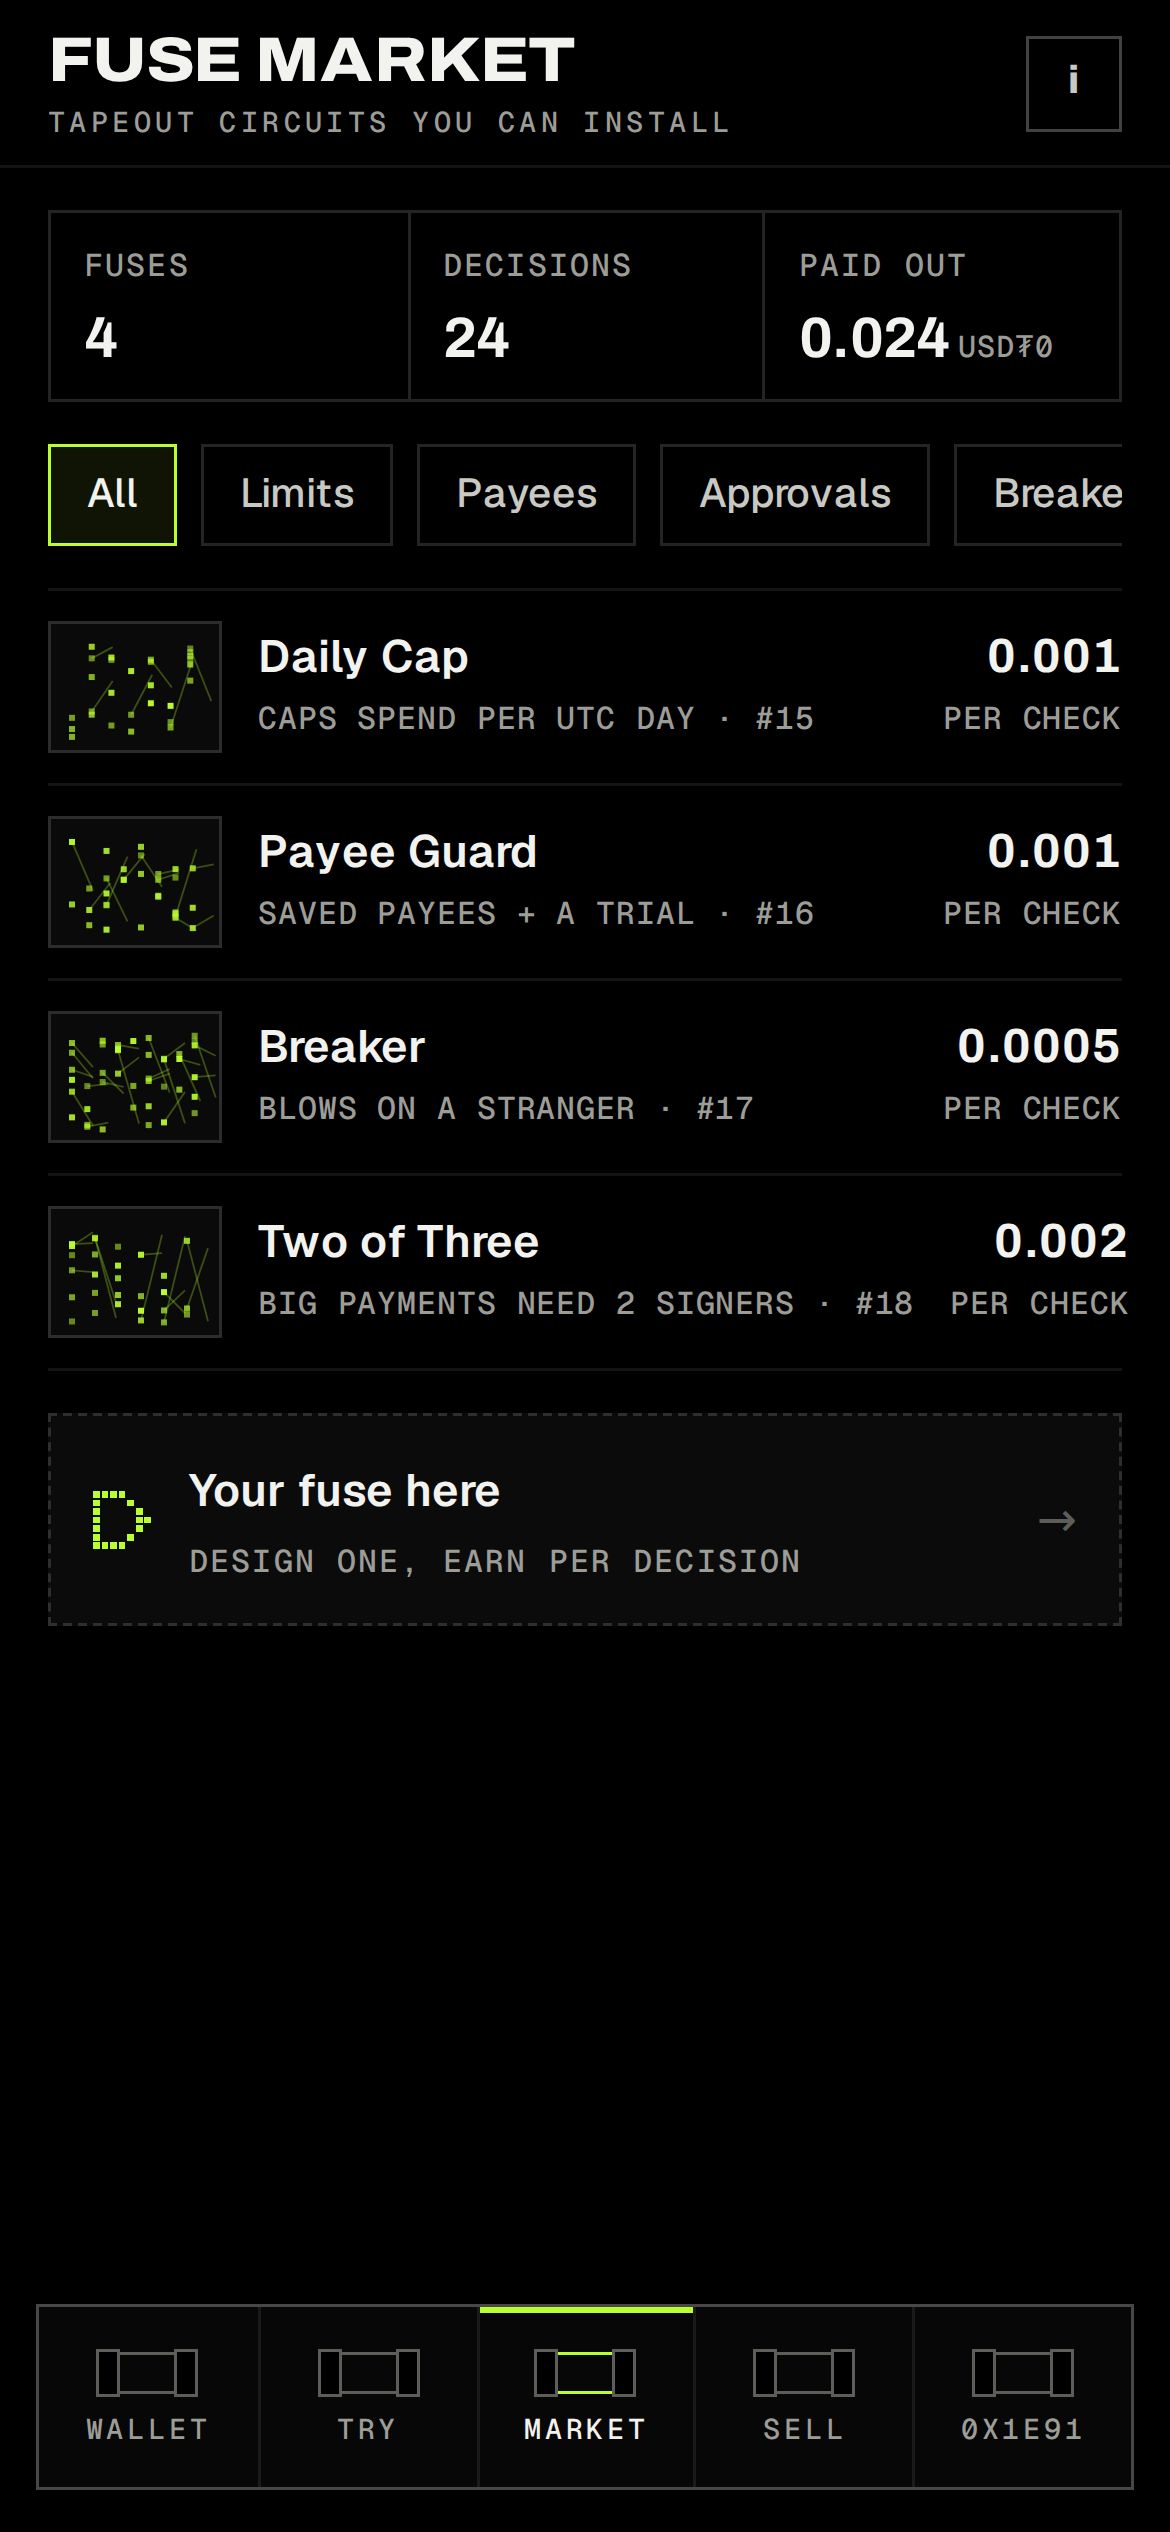 FUSE MARKET
i
TAPEOUT CIRCUITS YOU CAN INSTALL
FUSES
DECISIONS
PAID OUT
4
24
0.024 USD₮0
All
Limits
Payees
Approvals
Breake
Daily Cap
0.001
CAPS SPEND PER UTC DAY · #15
PER CHECK
Payee Guard
0.001
SAVED PAYEES + A TRIAL · #16
PER CHECK
Breaker
0.0005
BLOWS ON A STRANGER · #17
PER CHECK
Two of Three
0.002
BIG PAYMENTS NEED 2 SIGNERS · #18
PER CHECK
Your fuse here
→
DESIGN ONE, EARN PER DECISION
WALLET
TRY
MARKET
SELL
0X1E91